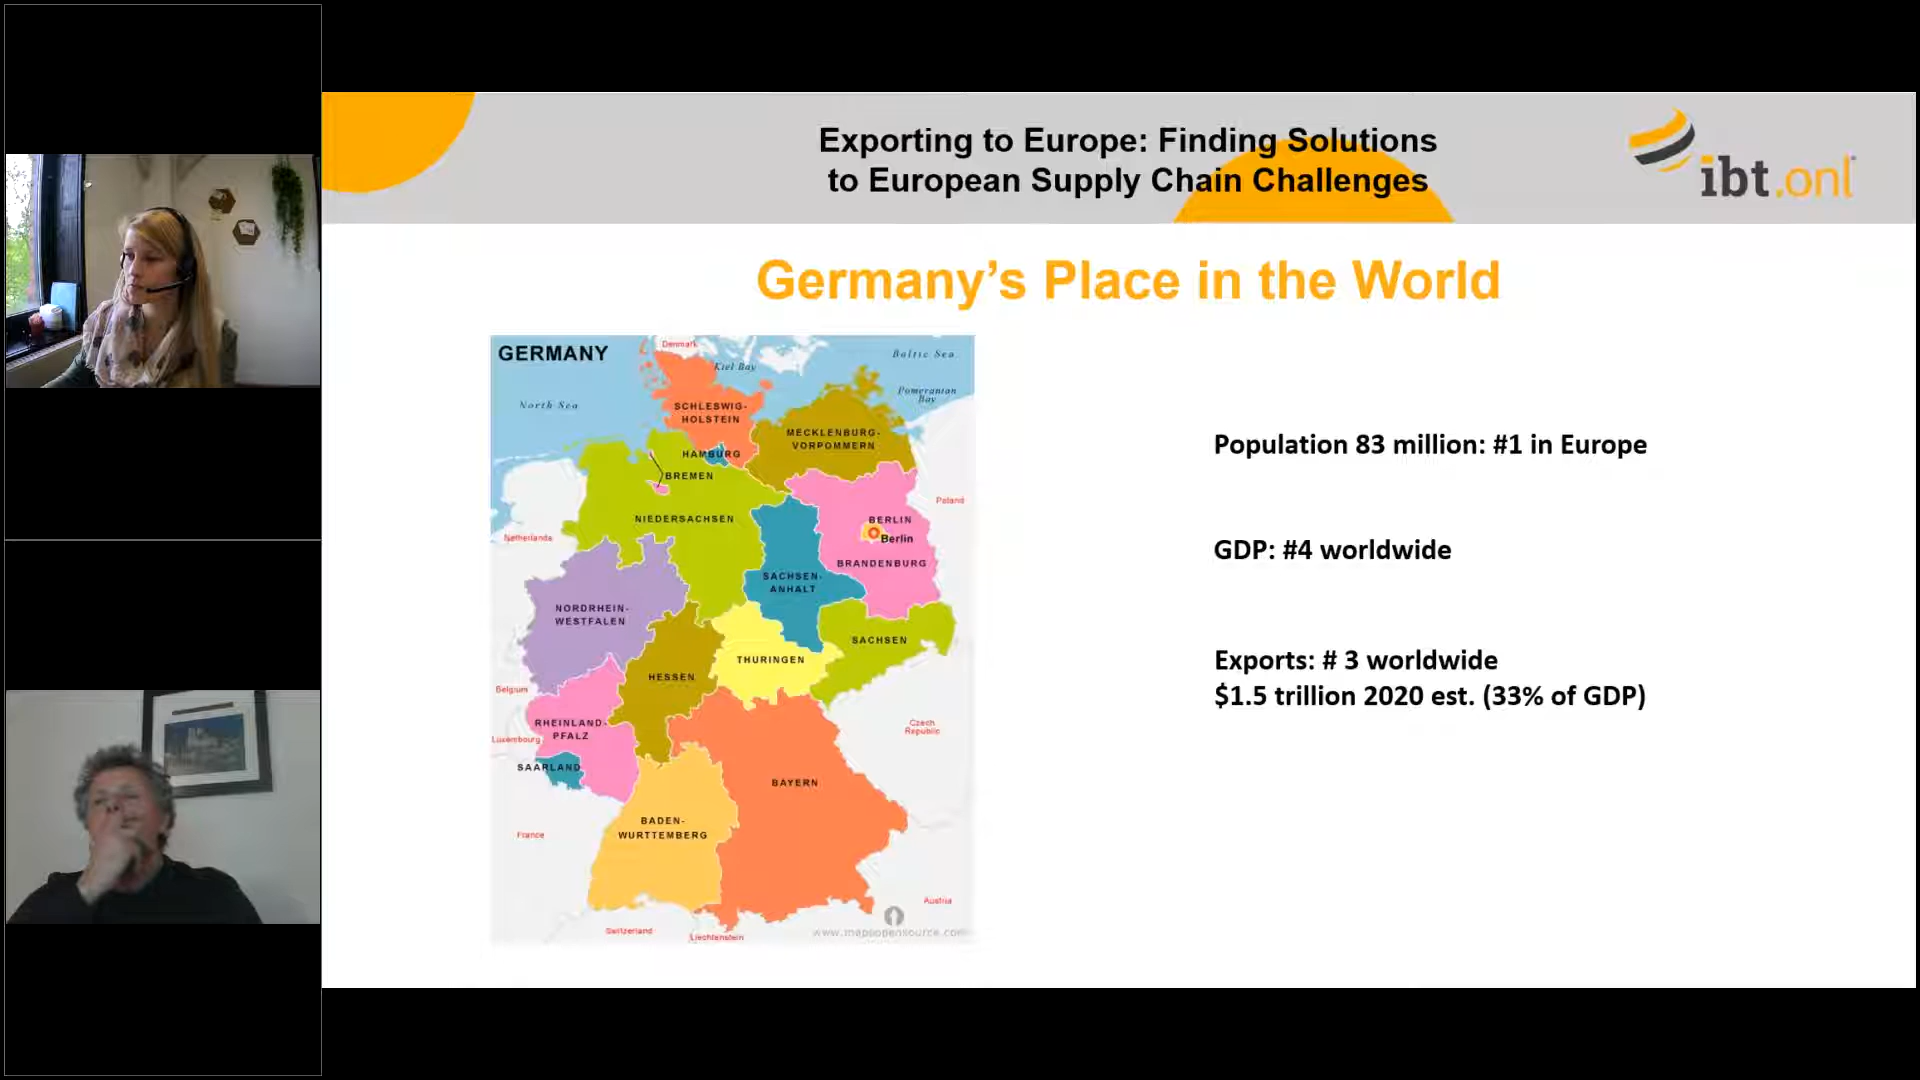 Exporting to Europe: Finding Solutions
to European Supply Chain Challenges
ibt.onl
Germany’s Place in the World
GERMANY
Denmark
Baltic Sea
Kiel Bay
Pomeranian
Bay
North Sea
SCHLESWIG-
HOLSTEIN
MECKLENBURG-
VORPOMMERN
HAMBURG
BREMEN
Poland
NIEDERSACHSEN
BERLIN
Berlin
Netherlands
BRANDENBURG
SACHSEN-
ANHALT
NORDRHEIN-
WESTFALEN
SACHSEN
THURINGEN
HESSEN
Belgium
RHEINLAND-
PFALZ
Czech
Republic
Luxembourg
SAARLAND
BAYERN
BADEN-
WURTTEMBERG
France
Austria
Switzerland
Liechtenstein
www.mapsopensource.com
Population 83 million: #1 in Europe
GDP: #4 worldwide
Exports: # 3 worldwide
$1.5 trillion 2020 est. (33% of GDP)